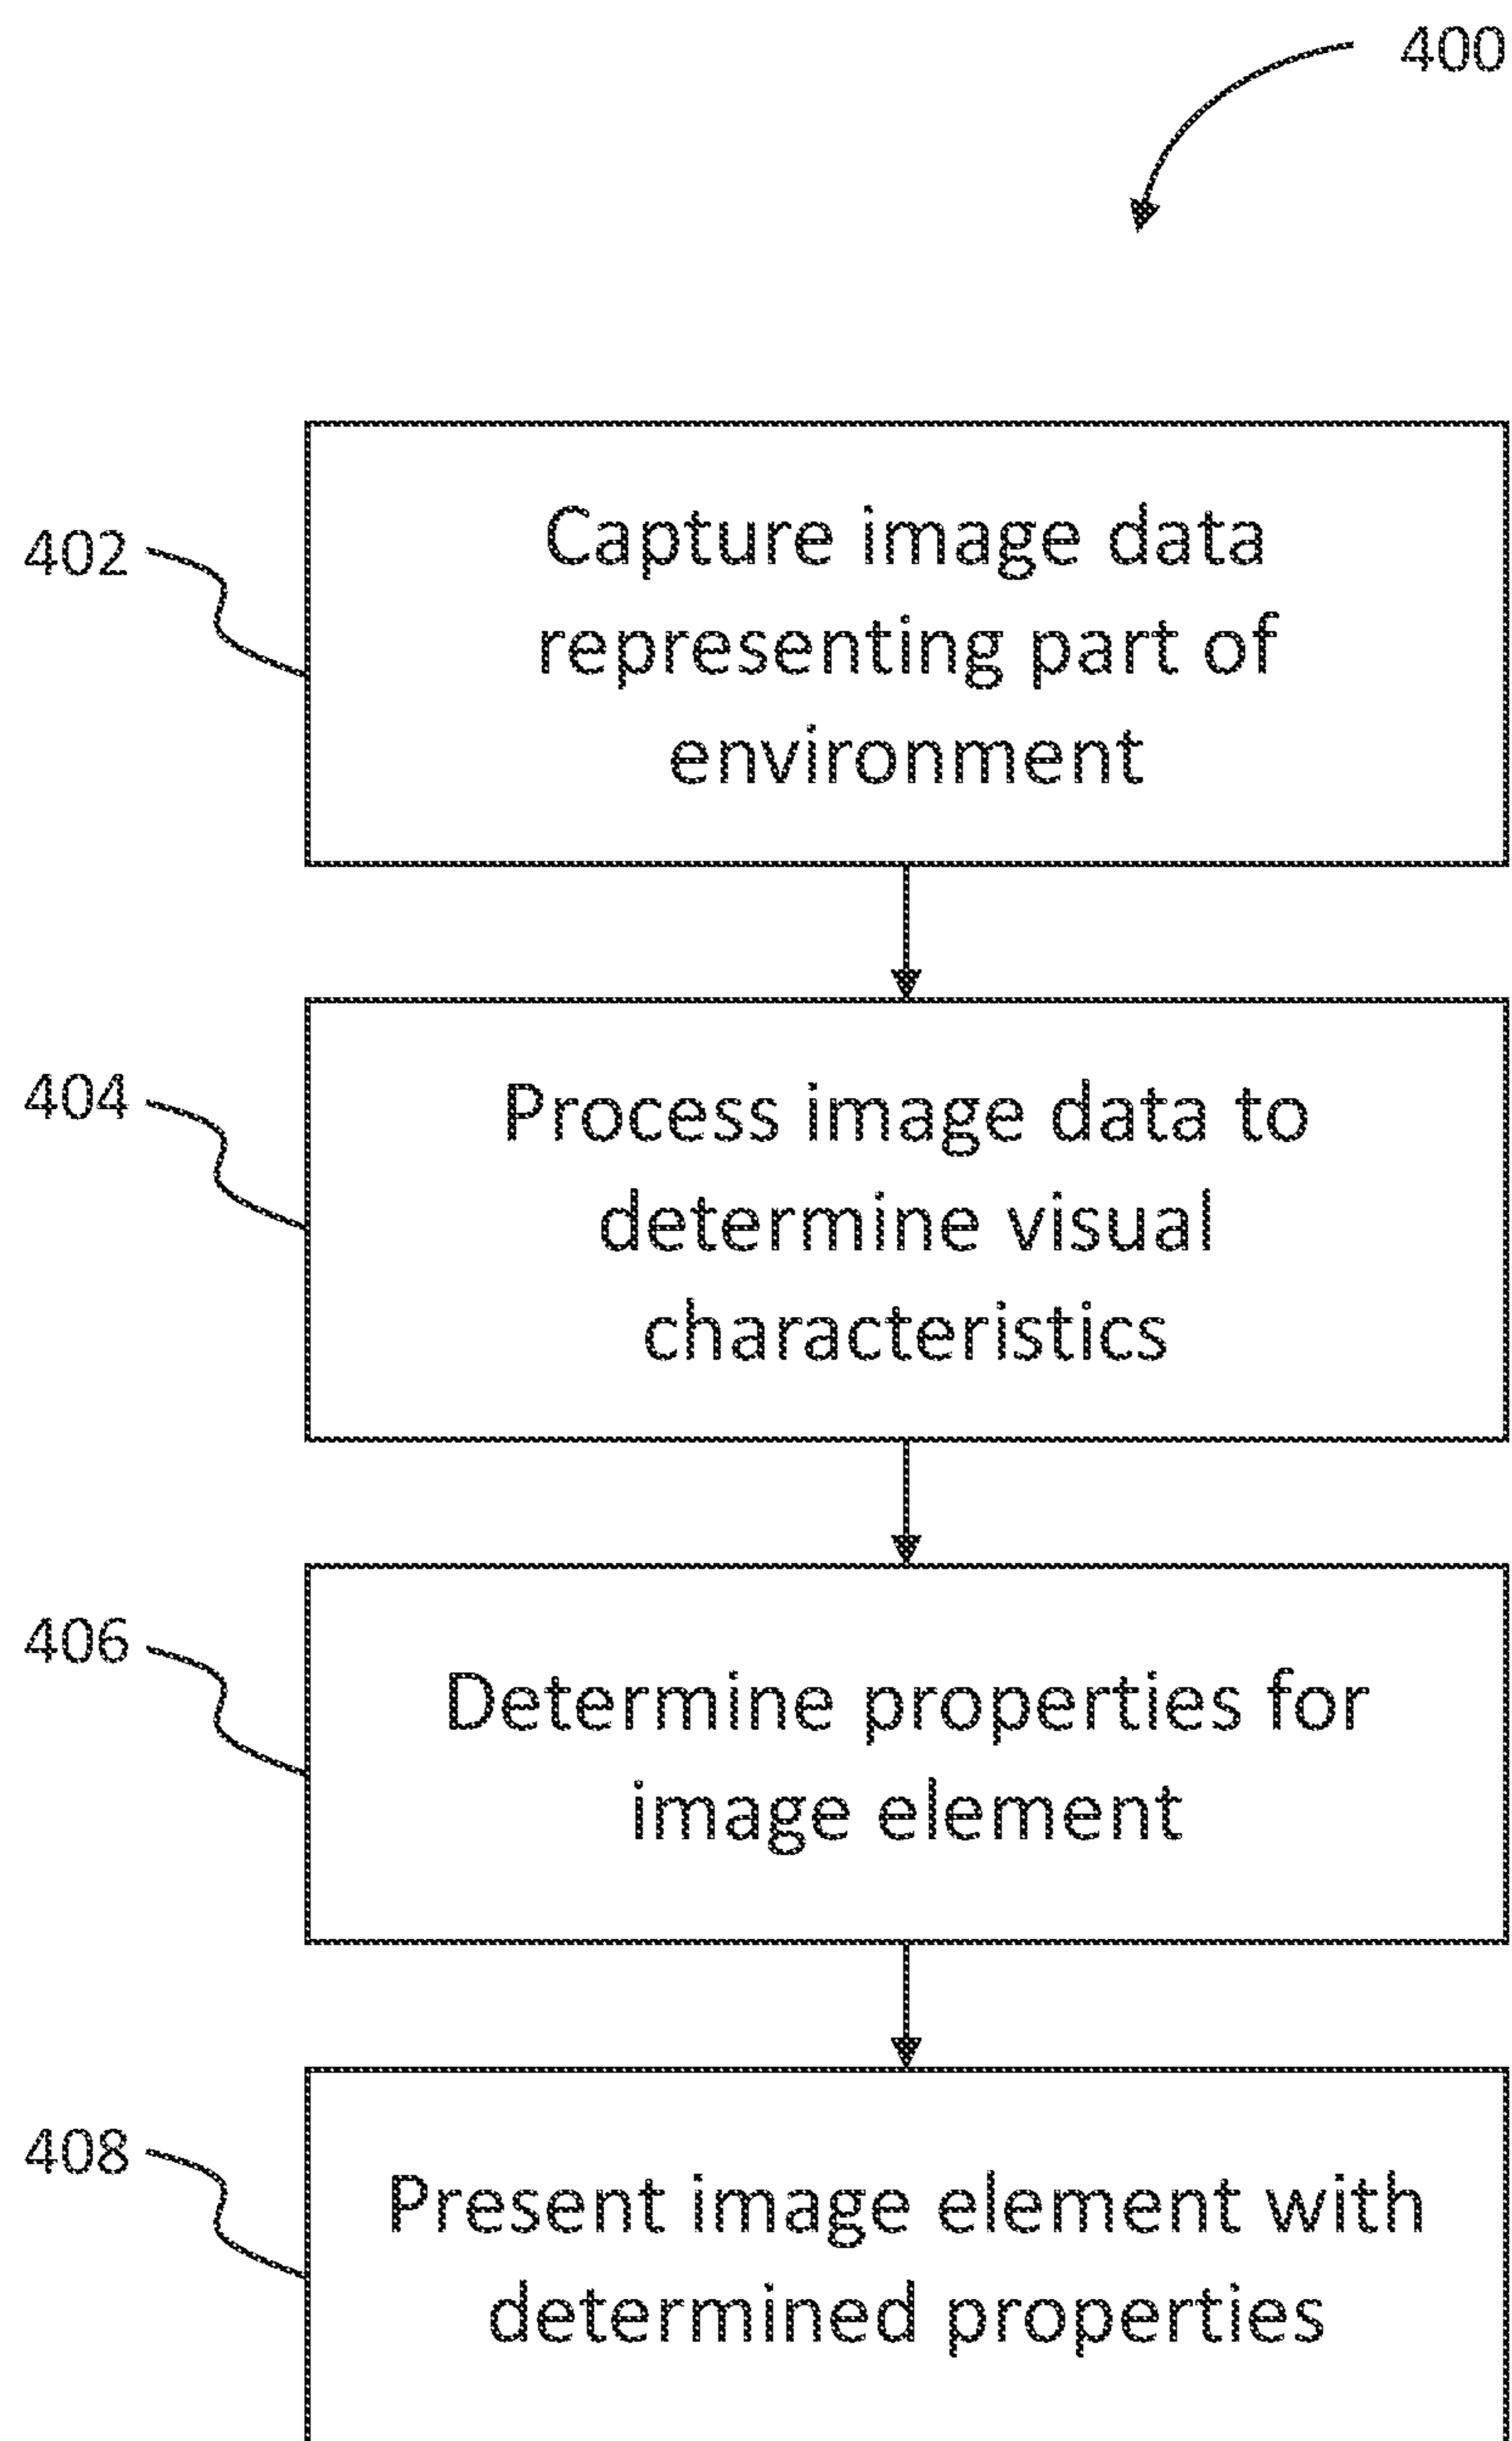 400
402
Capture image data
representing part of
environment
404
Process image data to
determine visual
characteristics
406
Determine properties for
image element
408
Present image element with
determined properties